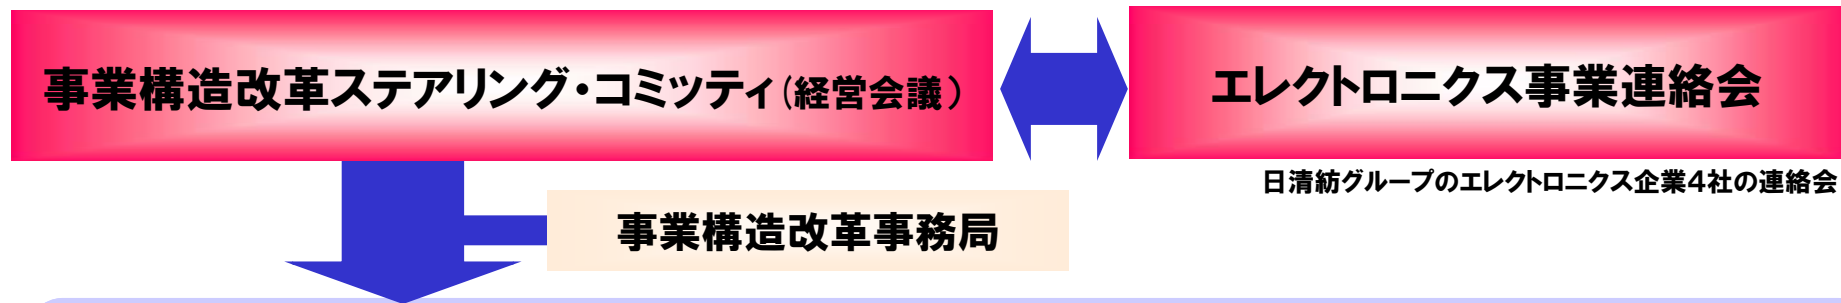 事業構造改革ステアリング・コミッティ(経営会議)
エレクトロニクス事業連絡会
日清紡グループのエレクトロニクス企業4社の連絡会
事業構造改革事務局